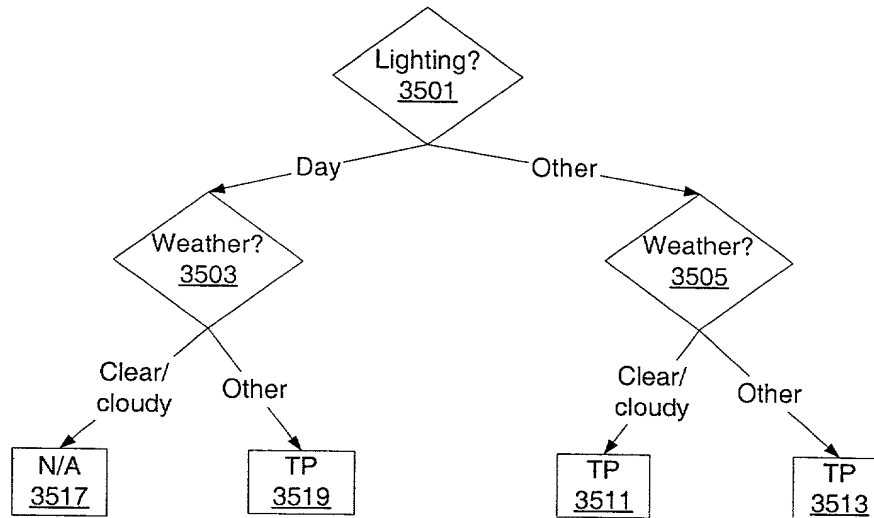 Lighting?
3501
Day
Other
Weather?
3503
Weather?
3505
Clear/
cloudy
Other
Clear/
cloudy
Other
N/A
3517
TP
3519
TP
3511
TP
3513